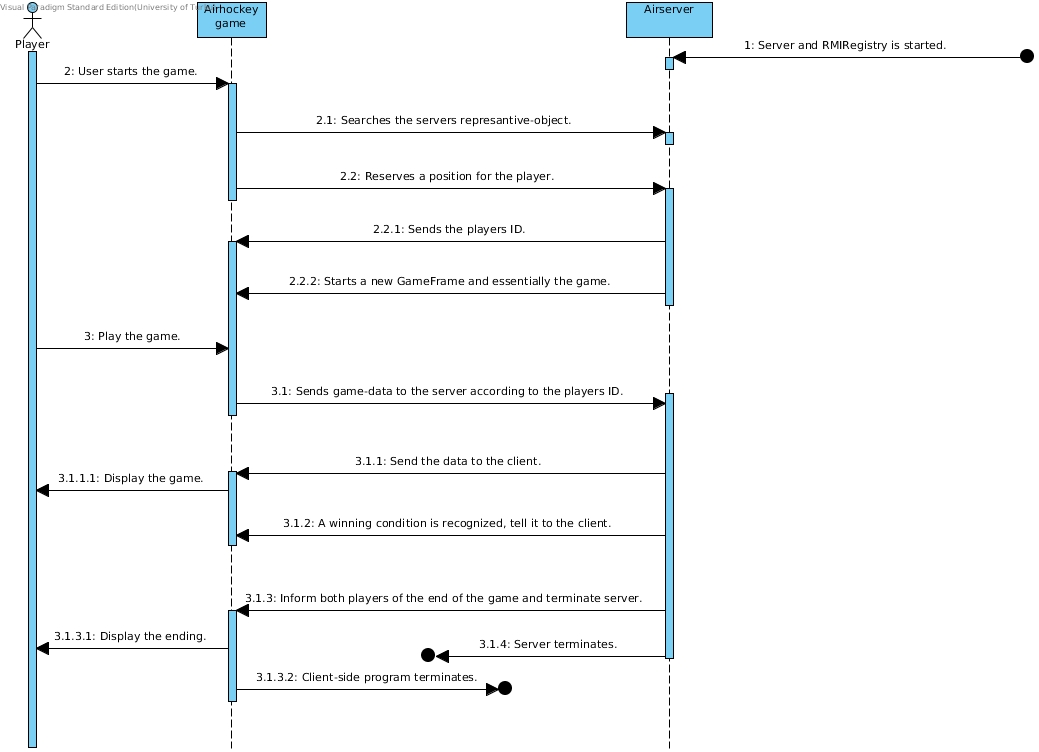 Visual Paradigm Standard Edition(University of Tur
Player
Airhockey
game
Airserver
1: Server and RMIRegistry is started.
2: User starts the game.
2.1: Searches the servers represantive-object.
2.2: Reserves a position for the player.
2.2.1: Sends the players ID.
2.2.2: Starts a new GameFrame and essentially the game.
3: Play the game.
3.1: Sends game-data to the server according to the players ID.
3.1.1: Send the data to the client.
3.1.1.1: Display the game.
3.1.2: A winning condition is recognized, tell it to the client.
3.1.3: Inform both players of the end of the game and terminate server.
3.1.3.1: Display the ending.
3.1.4: Server terminates.
3.1.3.2: Client-side program terminates.